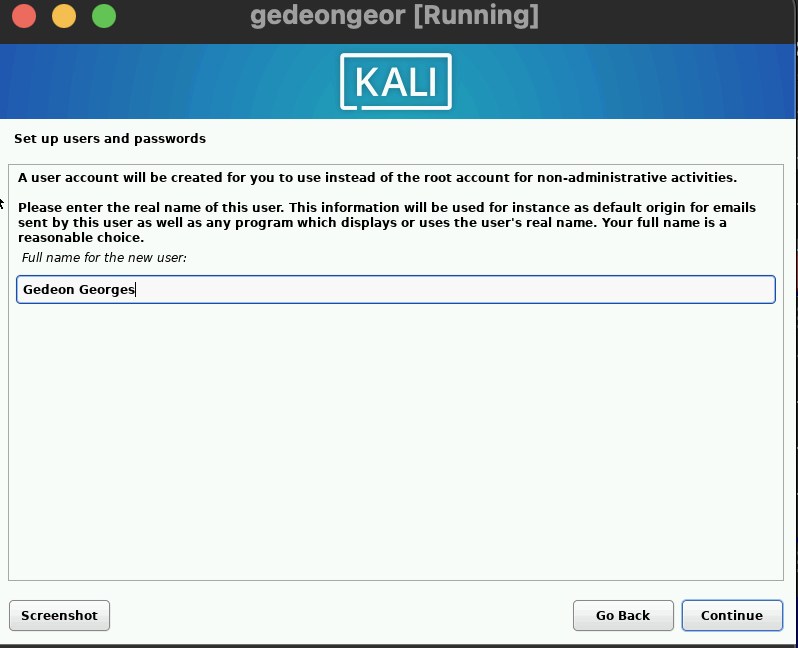 gedeongeor [Running]
KALI
Set up users and passwords
A user account will be created for you to use instead of the root account for non-administrative activities.
Please enter the real name of this user. This information will be used for instance as default origin for emails
sent by this user as well as any program which displays or uses the user's real name. Your full name is a
reasonable choice.
Full name for the new user:
Gedeon Georges
Screenshot
Go Back
Continue